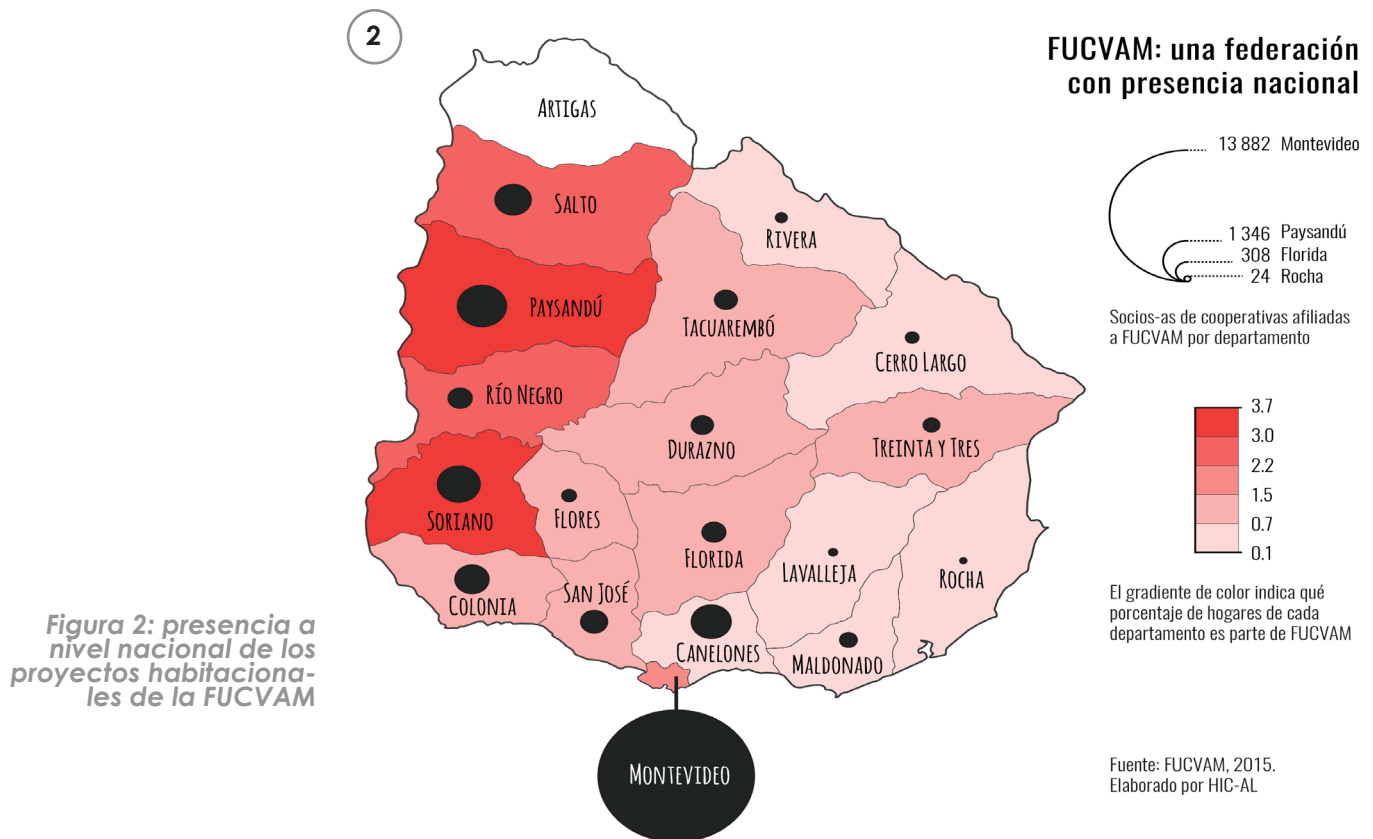 2
FUCVAM: una federación
con presencia nacional
ARTIGAS
SALTO
RIVERA
PAYSANDÚ
TACUAREMBÓ
CERRO LARGO
RÍO NEGRO
DURAZNO
TREINTA Y TRES
SORIANO
FLORES
FLORIDA
LAVALLEJA
ROCHA
COLONIA
SAN JOSÉ
CANELONES
MALDONADO
MONTEVIDEO
13 882 Montevideo
1 346 Paysandú
308 Florida
24 Rocha
Socios-as de cooperativas afiliadas
a FUCVAM por departamento
3.7
3.0
2.2
1.5
0.7
0.1
El gradiente de color indica qué
porcentaje de hogares de cada
departamento es parte de FUCVAM
Fuente: FUCVAM, 2015.
Elaborado por HIC-AL
Figura 2: presencia a
nivel nacional de los
proyectos habitaciona-
les de la FUCVAM